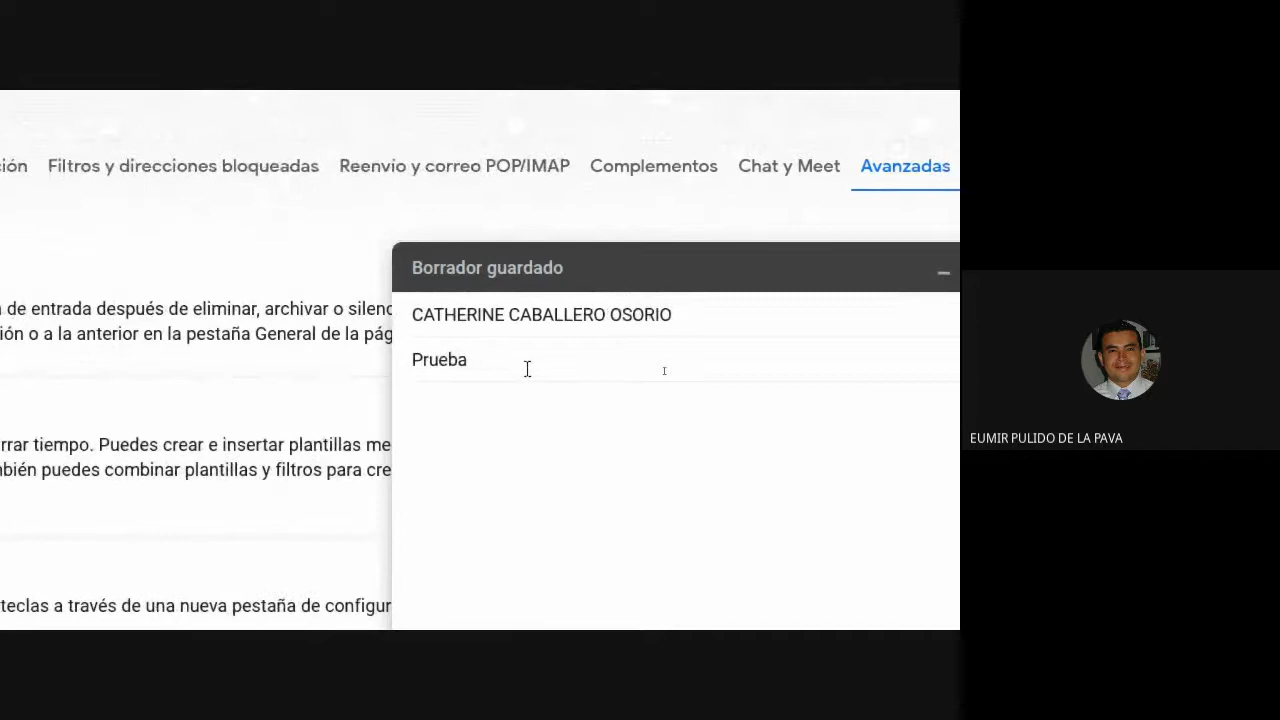 ión Filtros y direcciones bloqueadas Reenvío y correo POP/IMAP Complementos Chat y Meet Avanzadas
Borrador guardado
CATHERINE CABALLERO OSORIO
Prueba
de entrada después de eliminar, archivar o silenc
ión o a la anterior en la pestaña General de la pág
rrar tiempo. Puedes crear e insertar plantillas me
bién puedes combinar plantillas y filtros para cre
teclas a través de una nueva pestaña de configur
EUMIR PULIDO DE LA PAVA